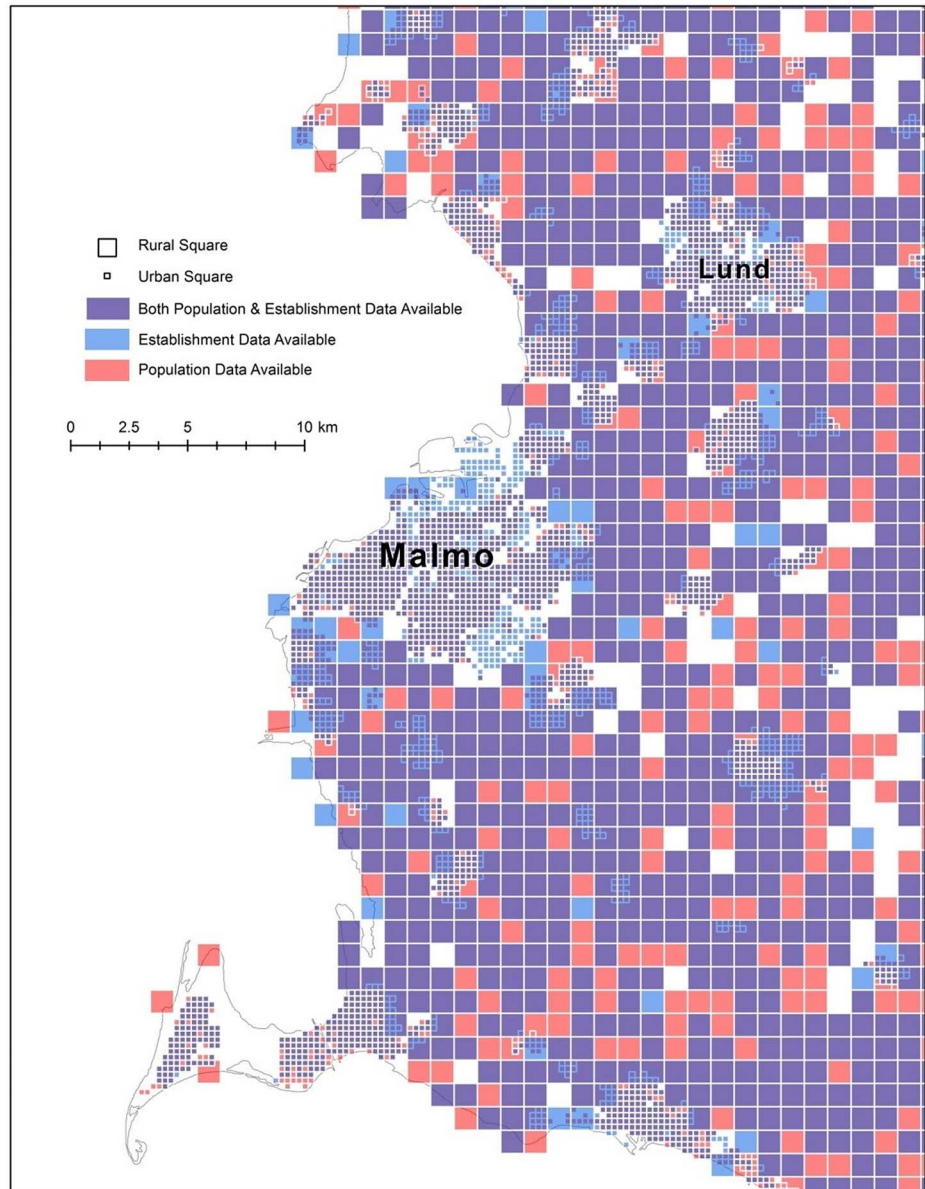 Lund
Rural Square
Urban Square
Both Population & Establishment Data Available
Establishment Data Available
Population Data Available
0 2.5 5 10 km
Malmo